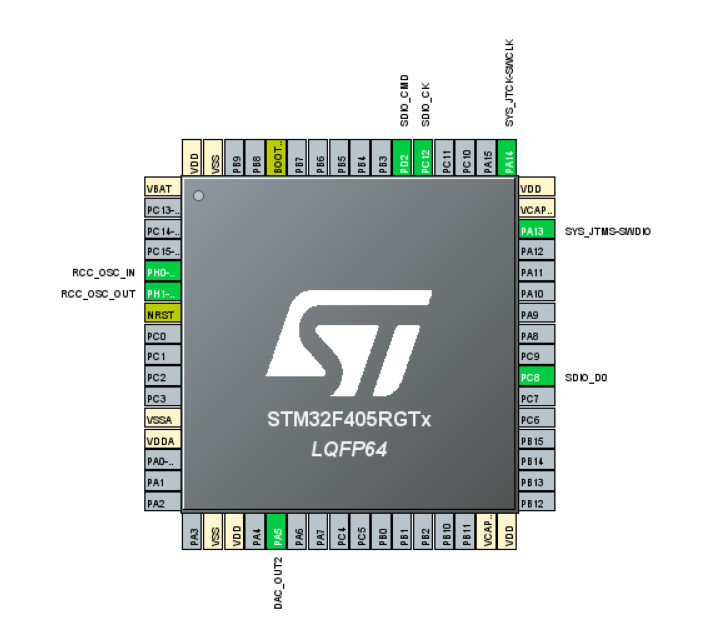 SDIO_CMD
SDIO_CK
SYS_JTCK-SWCLK
VDD
VSS
PB9
PB8
BOOT..
PB7
PB6
PB5
PB4
PB3
PD2
PC12
PC11
PC10
PA15
PA14
VBAT
PC13-..
PC14-..
PC15-..
RCC_OSC_IN PH0-..
RCC_OSC_OUT PH1-..
NRST
PC0
PC1
PC2
PC3
VSSA
VDDA
PA0-..
PA1
PA2
STM32F405RGTx
LQFP64
VDD
VCAP..
PA13 SYS_JTMS-SWDIO
PA12
PA11
PA10
PA9
PA8
PC9
PC8 SDIO_D0
PC7
PC6
PB15
PB14
PB13
PB12
PA3
VSS
VDD
PA4
PA5
PA6
PA7
PC4
PC5
PB0
PB1
PB2
PB10
PB11
VCAP..
VDD
DAC_OUT2